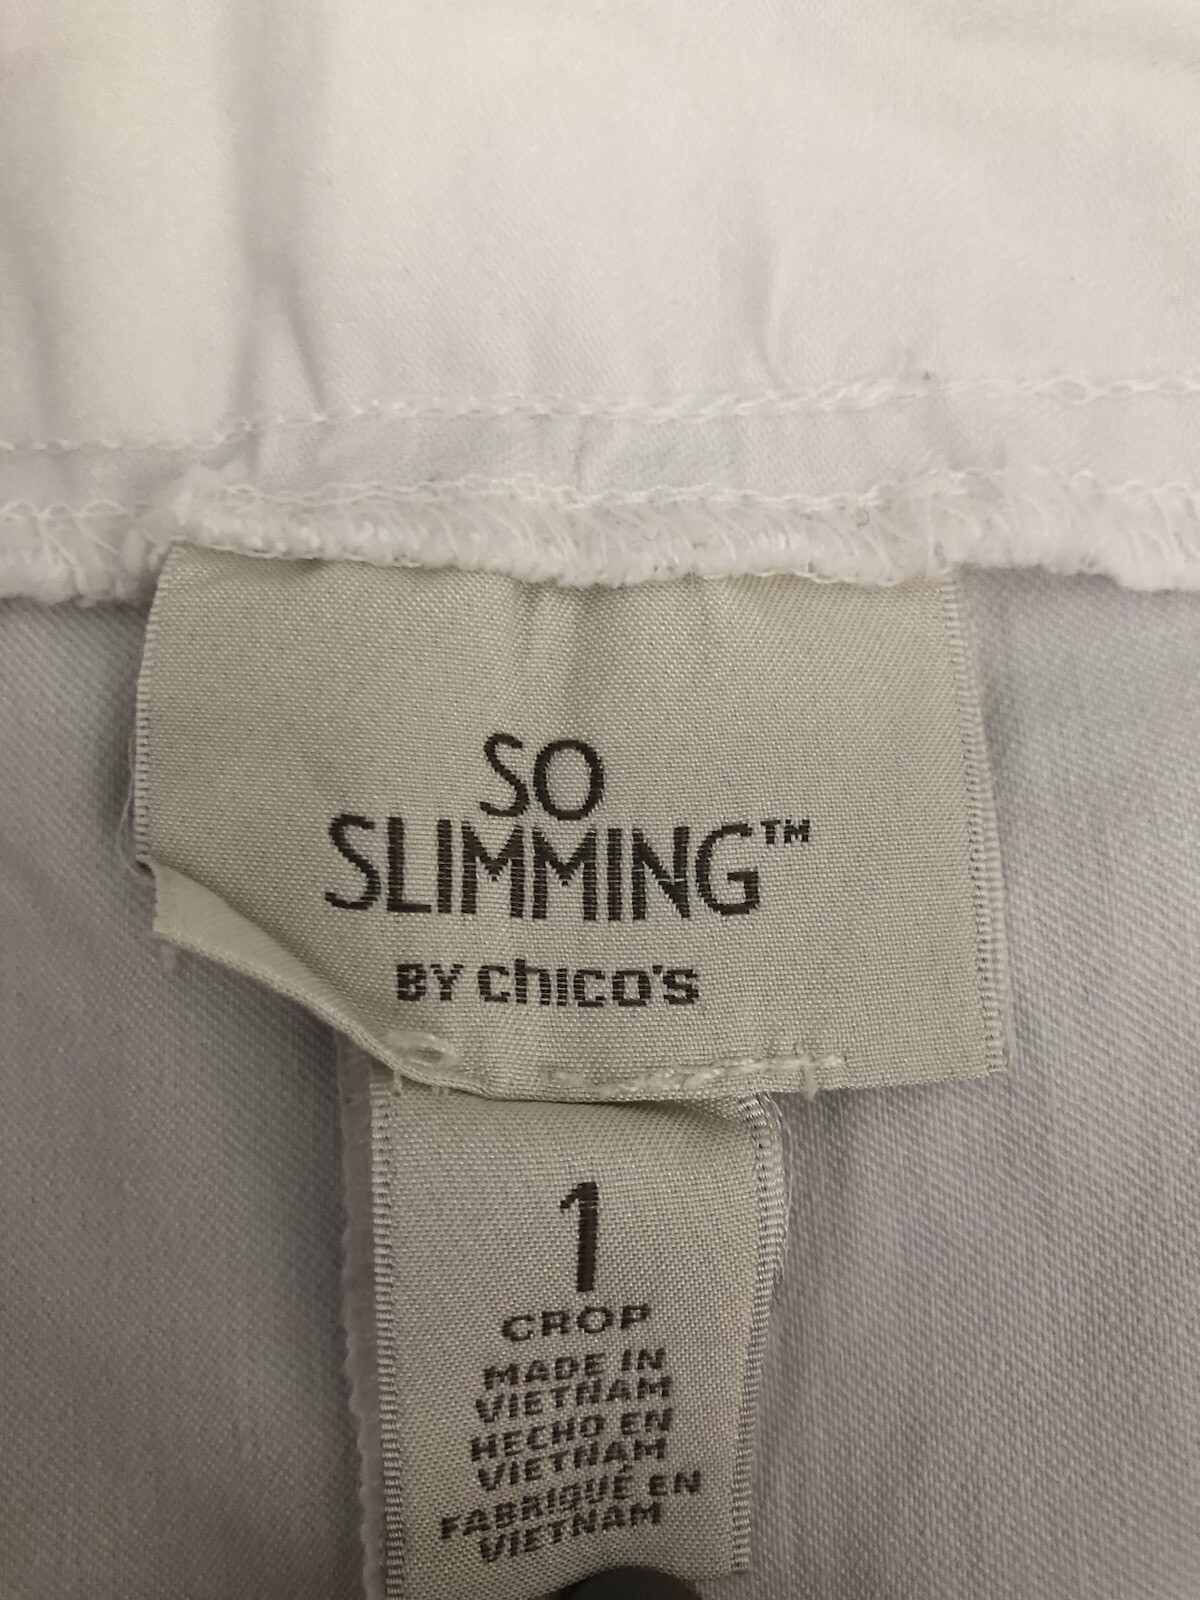 SO
SLIMMING™
BY chico's
1
CROP
MADE IN
VIETNAM
HECHO EN
VIETNAM
FABRIQUÉ EN
VIETNAM